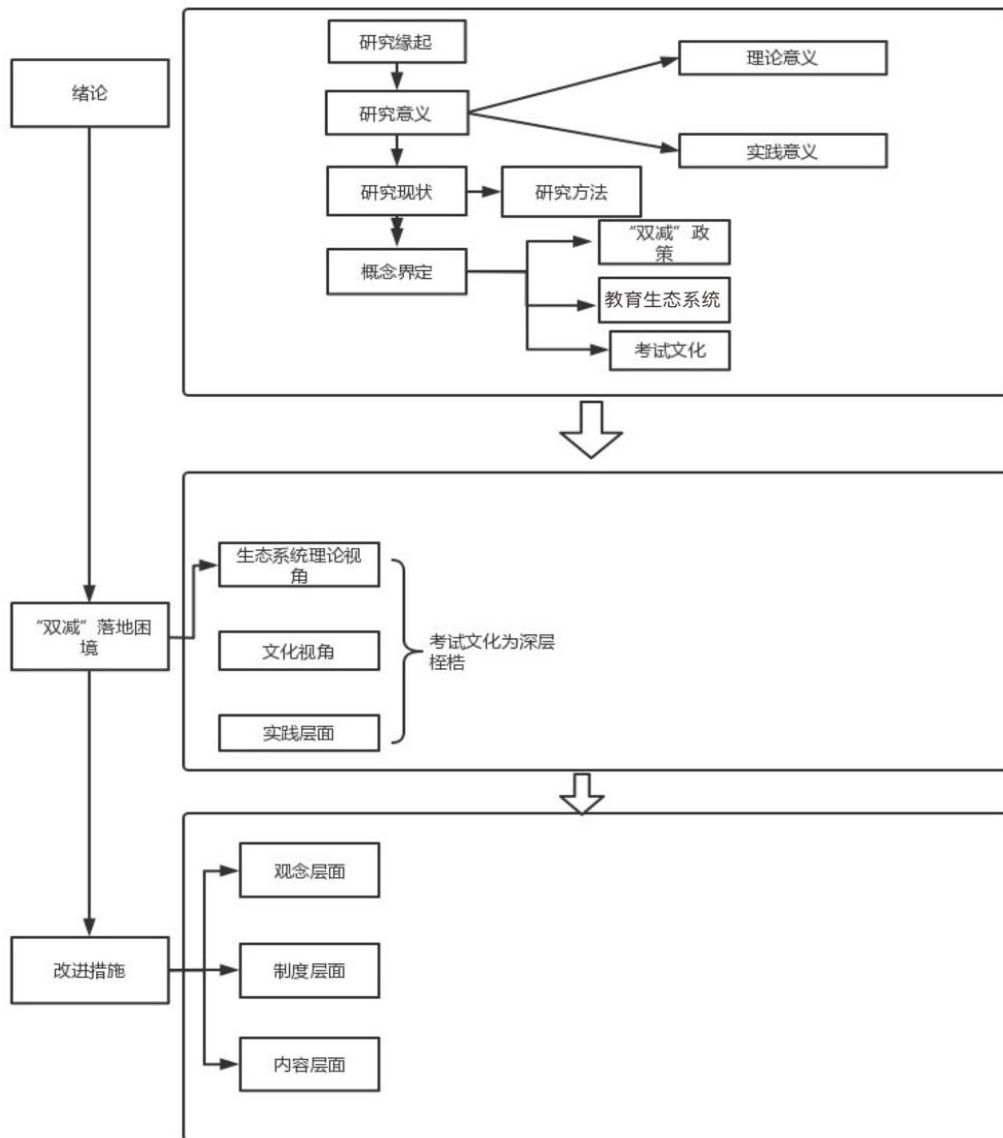 研究缘起
理论意义
绪论
研究意义
实践意义
研究现状
研究方法
“双减”政
策
概念界定
教育生态系统
考试文化
生态系统理论视
角
“双减”落地困
境
文化视角
考试文化为深层
桎梏
实践层面
观念层面
改进措施
制度层面
内容层面